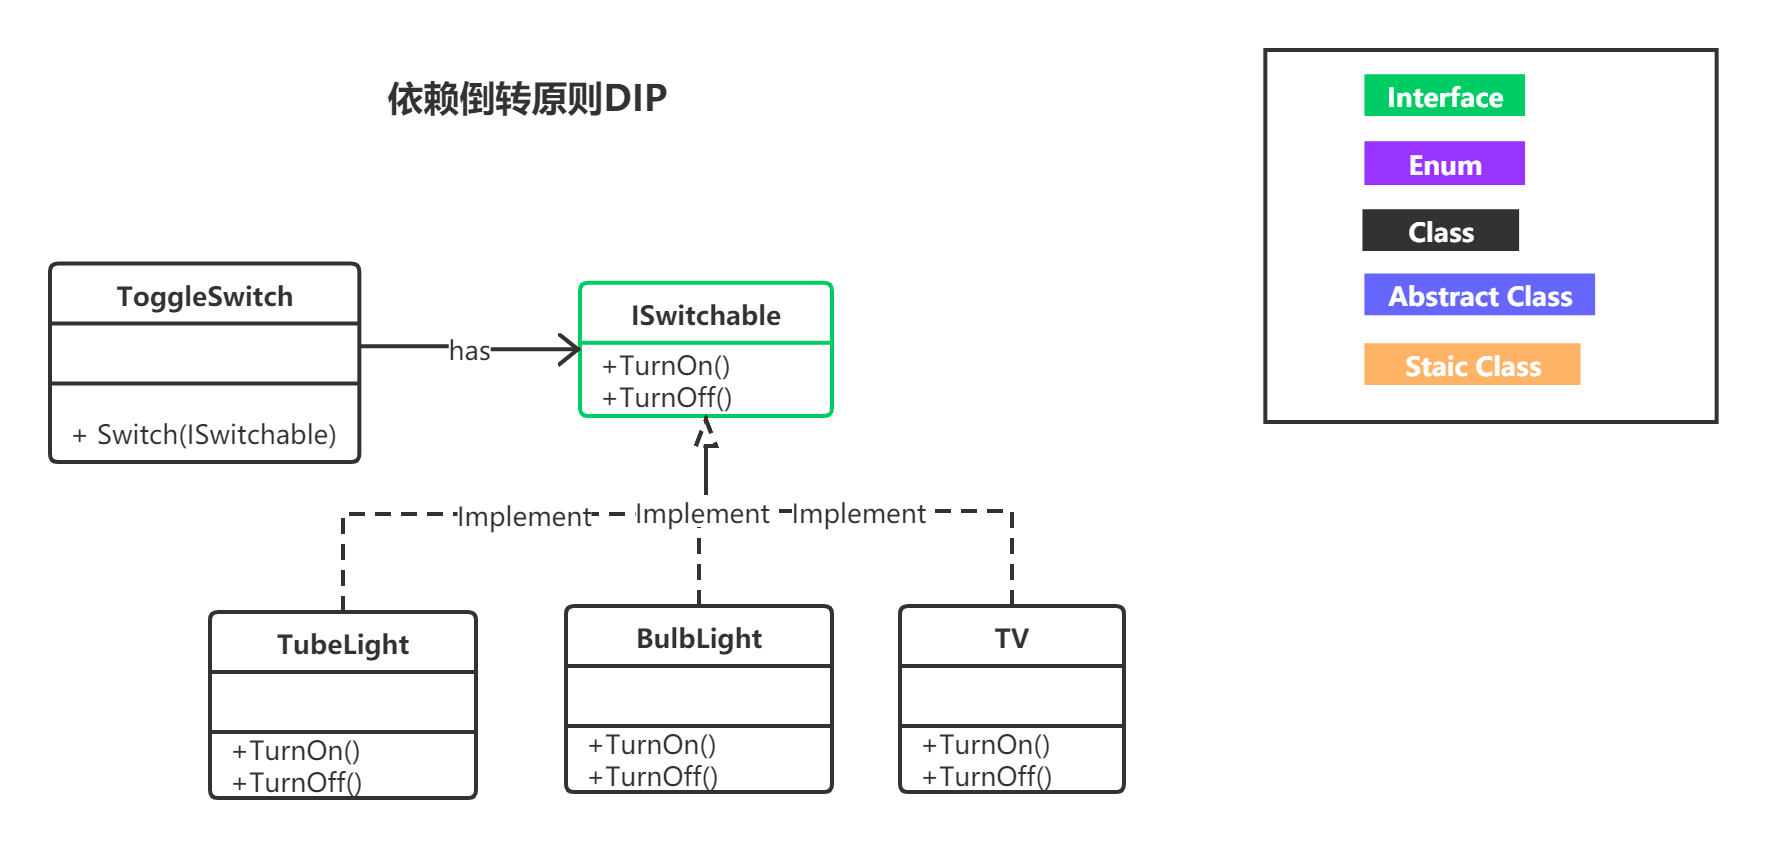 依赖倒转原则DIP
Interface
Enum
Class
Abstract Class
Staic Class
ToggleSwitch
+ Switch(ISwitchable)
has
ISwitchable
+TurnOn()
+TurnOff()
Implement
Implement
Implement
TubeLight
+TurnOn()
+TurnOff()
BulbLight
+TurnOn()
+TurnOff()
TV
+TurnOn()
+TurnOff()